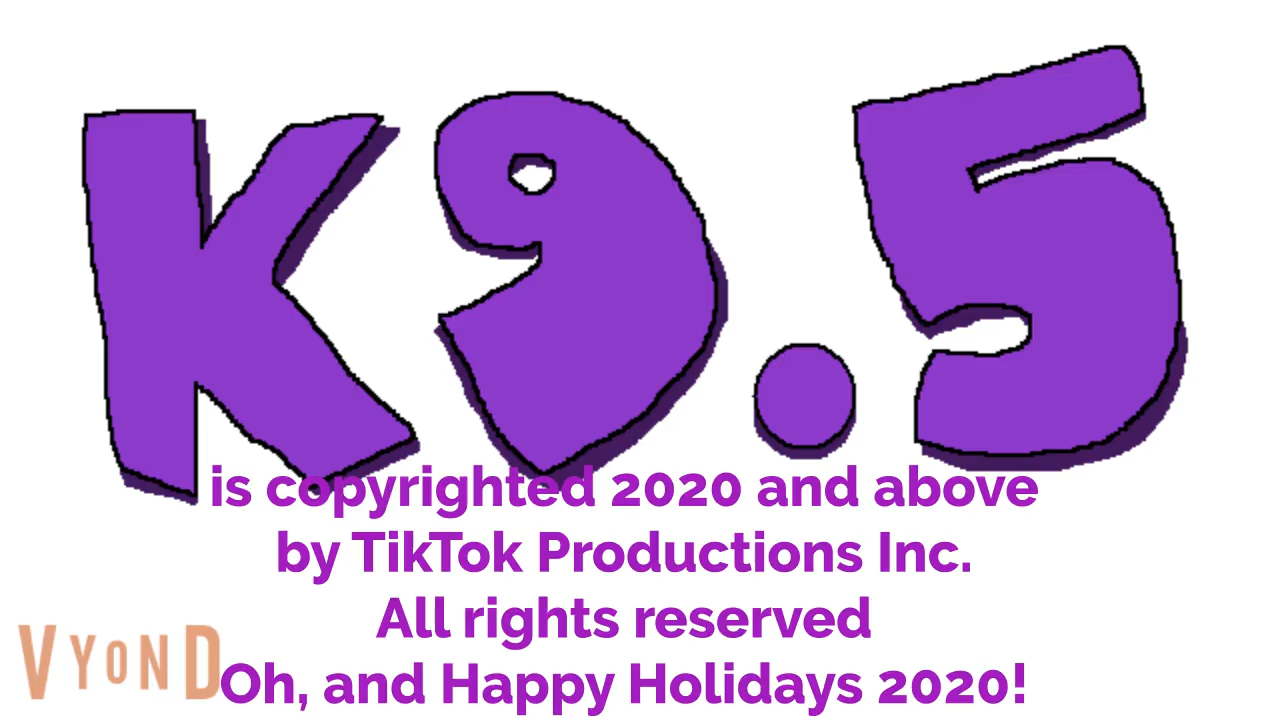 K9.5
is copyrighted 2020 and above
by TikTok Productions Inc.
All rights reserved
VYOND
Oh, and Happy Holidays 2020!